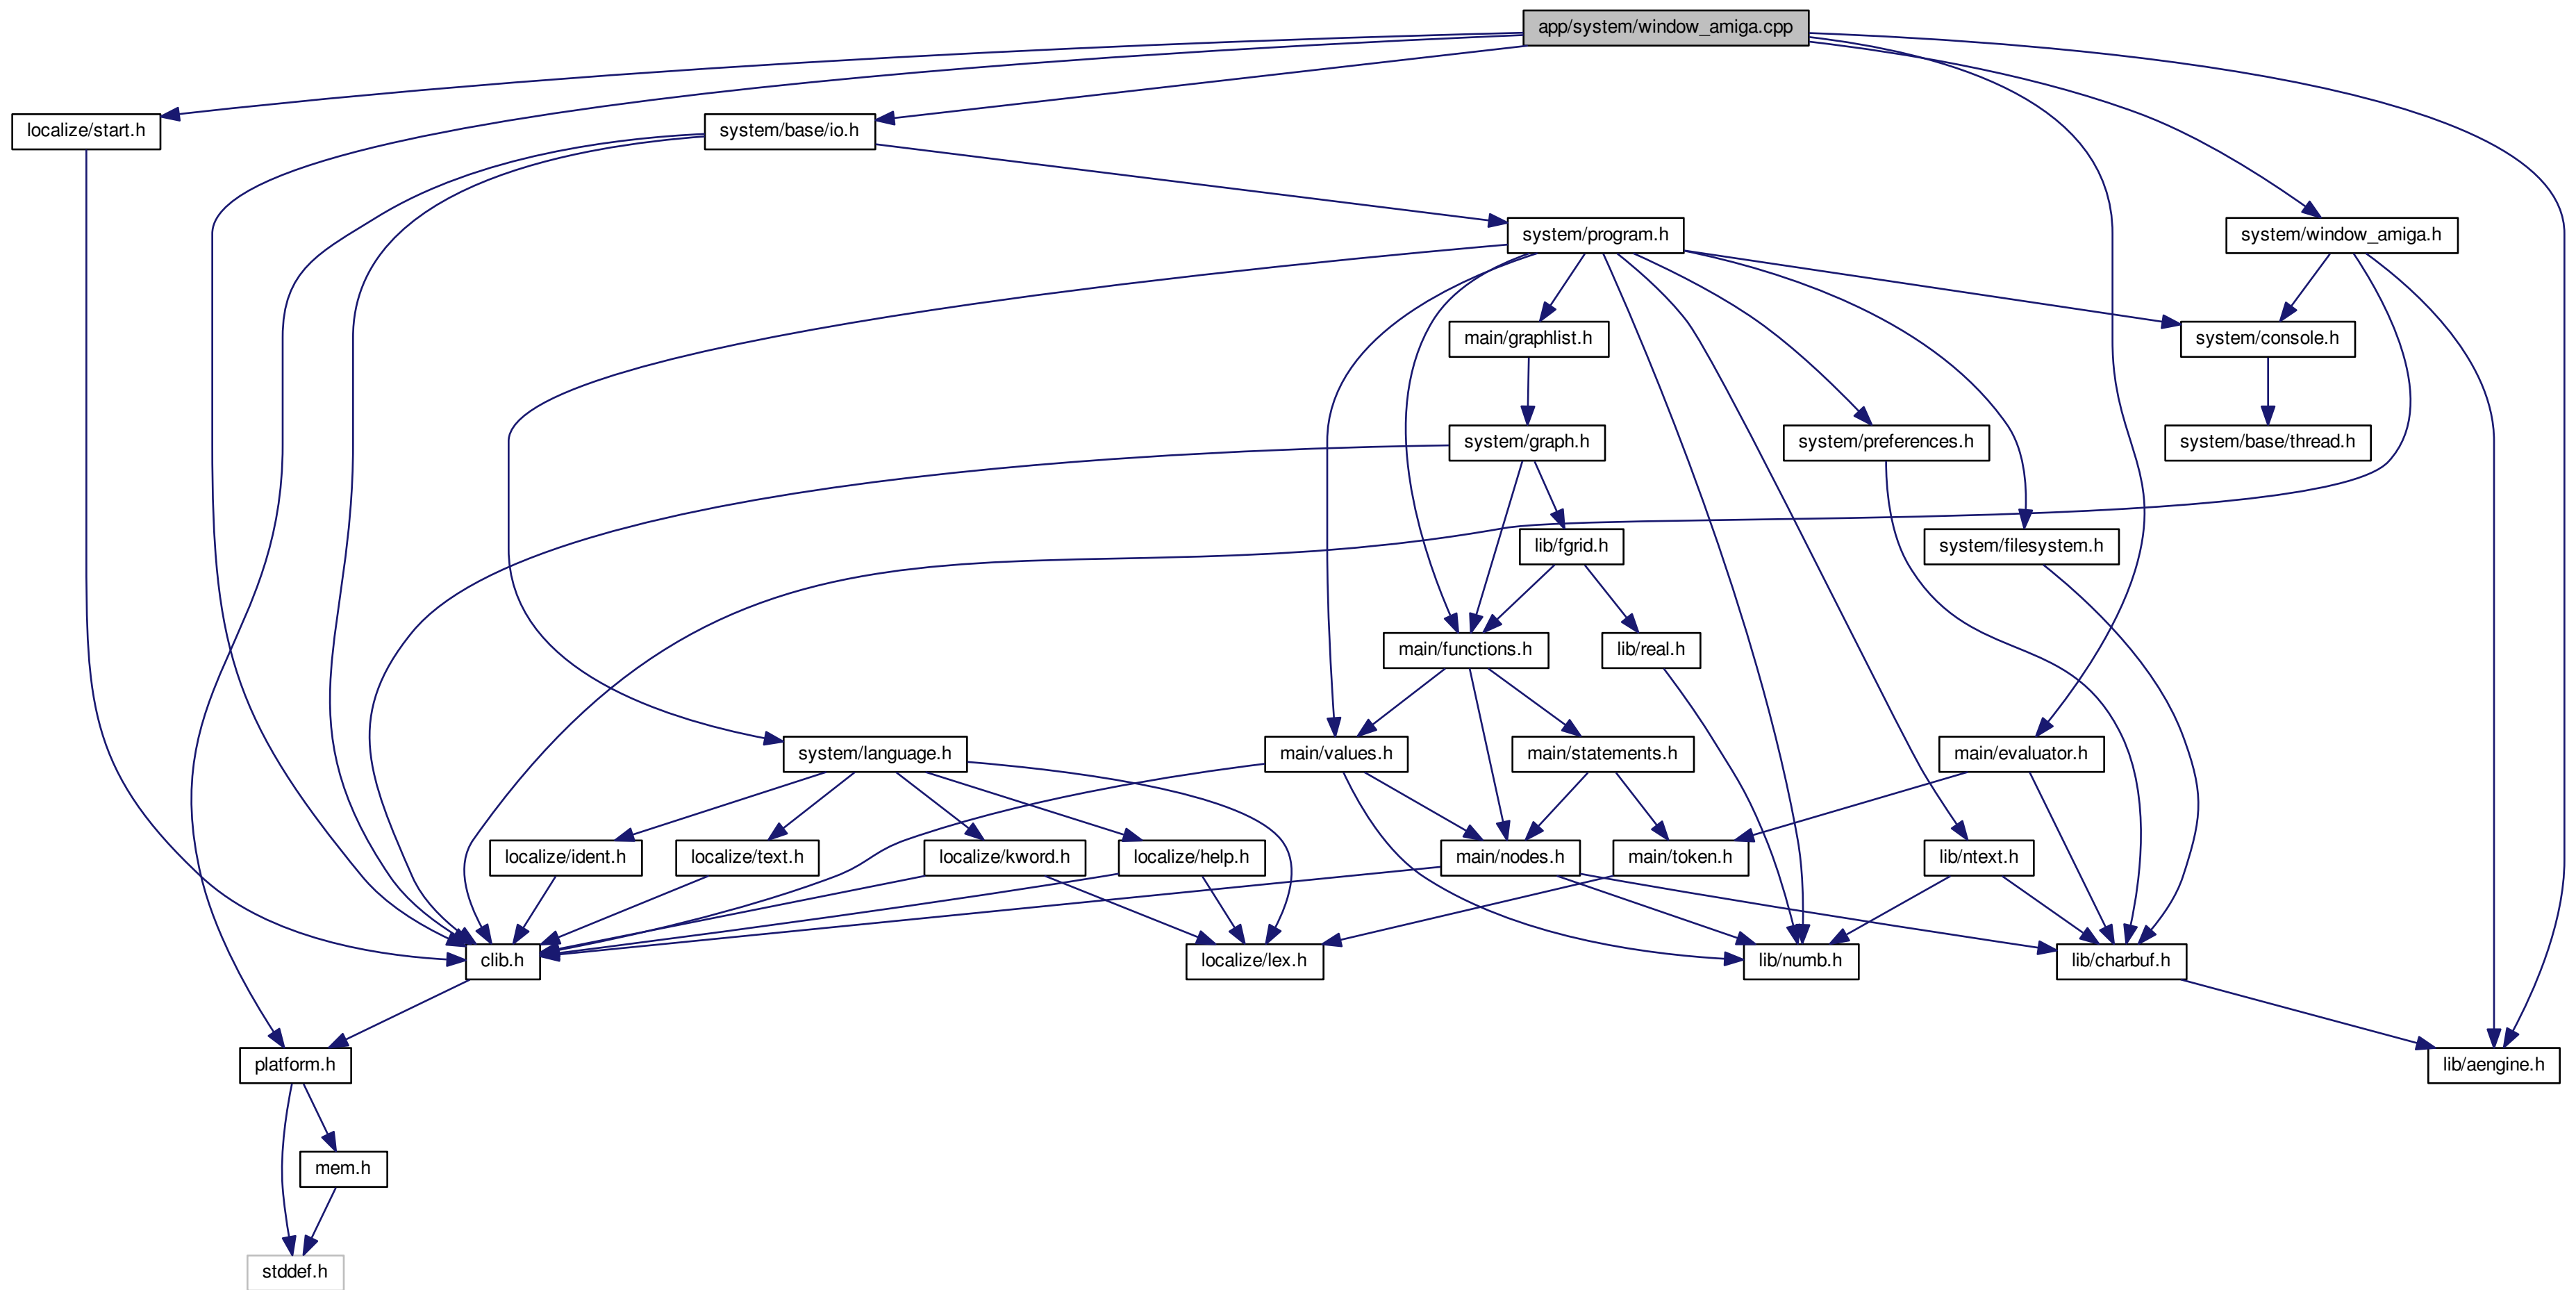 app/system/window_amiga.cpp
localize/start.h
system/base/io.h
system/program.h
system/window_amiga.h
main/graphlist.h
system/console.h
system/graph.h
system/preferences.h
system/base/thread.h
lib/fgrid.h
system/filesystem.h
main/functions.h
lib/real.h
system/language.h
main/values.h
main/statements.h
main/evaluator.h
localize/ident.h
localize/text.h
localize/kword.h
localize/help.h
main/nodes.h
main/token.h
lib/ntext.h
clib.h
localize/lex.h
lib/numb.h
lib/charbuf.h
platform.h
lib/aengine.h
mem.h
stddef.h